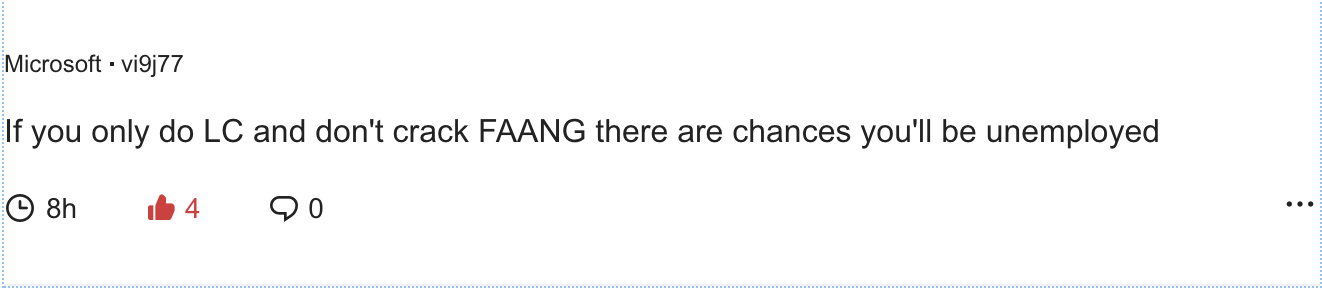 Microsoft · vi9j77
If you only do LC and don't crack FAANG there are chances you'll be unemployed
8h 4 0